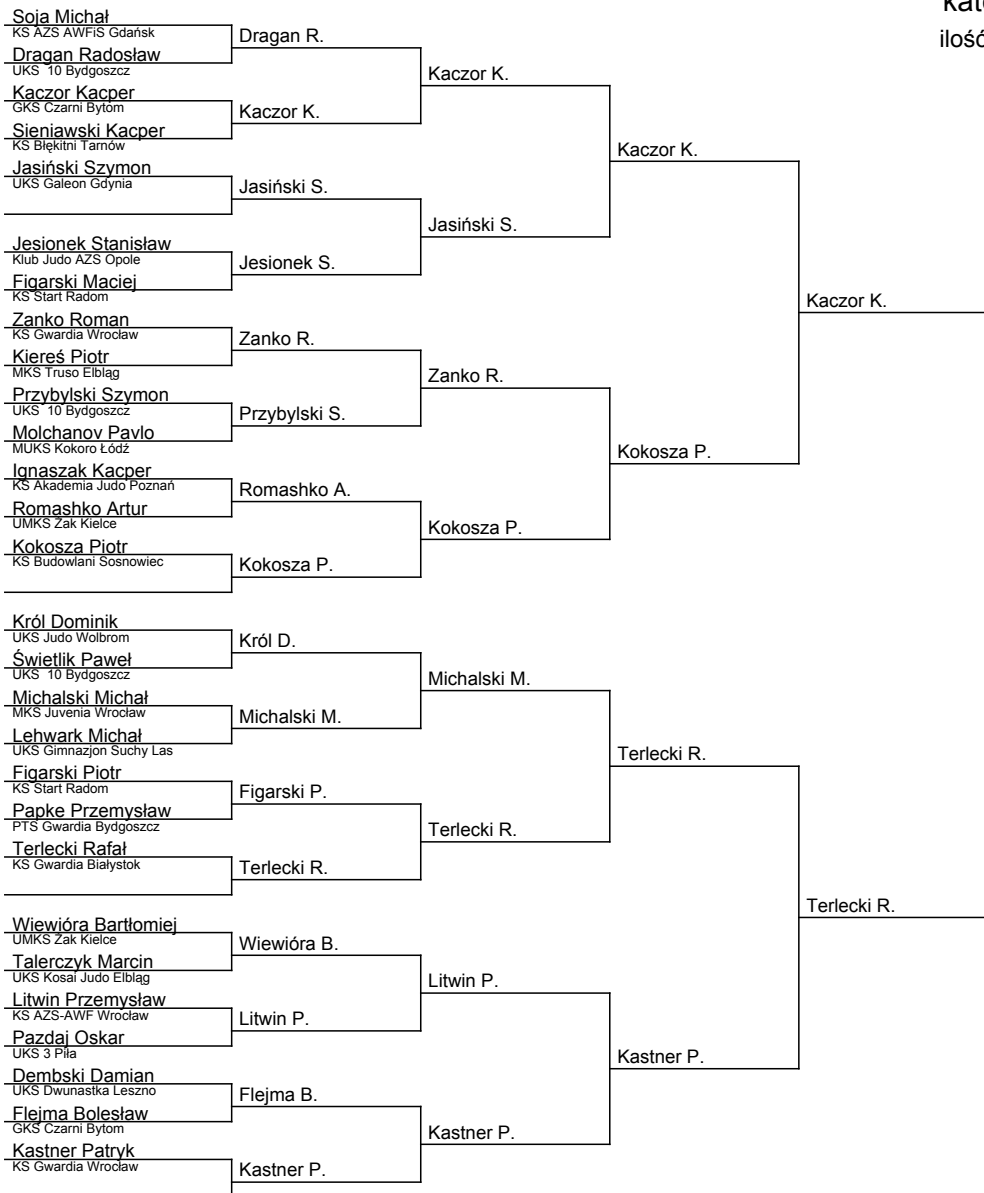 kate
ilość
Soja Michał
KS AZS AWFiS Gdańsk
Dragan R.
Dragan Radosław
UKS 10 Bydgoszcz
Kaczor K.
Kaczor Kacper
GKS Czarni Bytom
Kaczor K.
Sieniawski Kacper
KS Błękitni Tarnów
Kaczor K.
Jasiński Szymon
UKS Galeon Gdynia
Jasiński S.
Jasiński S.
Jesionek Stanisław
Klub Judo AZS Opole
Jesionek S.
Figarski Maciej
KS Start Radom
Kaczor K.
Zanko Roman
KS Gwardia Wrocław
Zanko R.
Kiereś Piotr
MKS Truso Elbląg
Zanko R.
Przybylski Szymon
UKS 10 Bydgoszcz
Przybylski S.
Molchanov Pavlo
MUKS Kokoro Łódź
Kokosza P.
Ignaszak Kacper
KS Akademia Judo Poznań
Romashko A.
Romashko Artur
UMKS Żak Kielce
Kokosza P.
Kokosza Piotr
KS Budowlani Sosnowiec
Kokosza P.
Król Dominik
UKS Judo Wolbrom
Król D.
Świetlik Paweł
UKS 10 Bydgoszcz
Michalski M.
Michalski Michał
MKS Juvenia Wrocław
Michalski M.
Lehwark Michał
UKS Gimnazjon Suchy Las
Terlecki R.
Figarski Piotr
KS Start Radom
Figarski P.
Papke Przemysław
PTS Gwardia Bydgoszcz
Terlecki R.
Terlecki Rafał
KS Gwardia Białystok
Terlecki R.
Terlecki R.
Wiewióra Bartłomiej
UMKS Żak Kielce
Wiewióra B.
Talerczyk Marcin
UKS Kosai Judo Elbląg
Litwin P.
Litwin Przemysław
KS AZS-AWF Wrocław
Litwin P.
Pazdaj Oskar
UKS 3 Piła
Kastner P.
Dembski Damian
UKS Dwunastka Leszno
Flejma B.
Flejma Bolesław
GKS Czarni Bytom
Kastner P.
Kastner Patryk
KS Gwardia Wrocław
Kastner P.